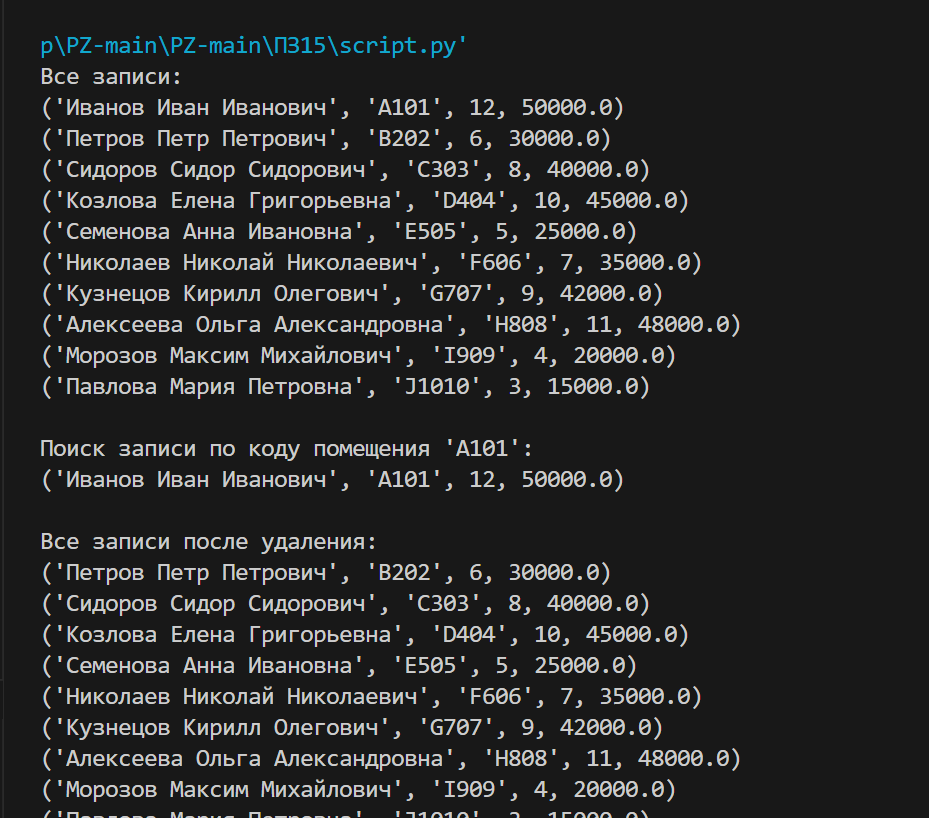 p\PZ-main\PZ-main\ПЗ15\script.py'
Все записи:
('Иванов Иван Иванович', 'A101', 12, 50000.0)
('Петров Петр Петрович', 'B202', 6, 30000.0)
('Сидоров Сидор Сидорович', 'C303', 8, 40000.0)
('Козлова Елена Григорьевна', 'D404', 10, 45000.0)
('Семенова Анна Ивановна', 'E505', 5, 25000.0)
('Николаев Николай Николаевич', 'F606', 7, 35000.0)
('Кузнецов Кирилл Олегович', 'G707', 9, 42000.0)
('Алексеева Ольга Александровна', 'H808', 11, 48000.0)
('Морозов Максим Михайлович', 'I909', 4, 20000.0)
('Павлова Мария Петровна', 'J1010', 3, 15000.0)
Поиск записи по коду помещения 'A101':
('Иванов Иван Иванович', 'A101', 12, 50000.0)
Все записи после удаления:
('Петров Петр Петрович', 'B202', 6, 30000.0)
('Сидоров Сидор Сидорович', 'C303', 8, 40000.0)
('Козлова Елена Григорьевна', 'D404', 10, 45000.0)
('Семенова Анна Ивановна', 'E505', 5, 25000.0)
('Николаев Николай Николаевич', 'F606', 7, 35000.0)
('Кузнецов Кирилл Олегович', 'G707', 9, 42000.0)
('Алексеева Ольга Александровна', 'H808', 11, 48000.0)
('Морозов Максим Михайлович', 'I909', 4, 20000.0)
('Павлова Мария Петровна', 'J1010', 3, 15000.0)